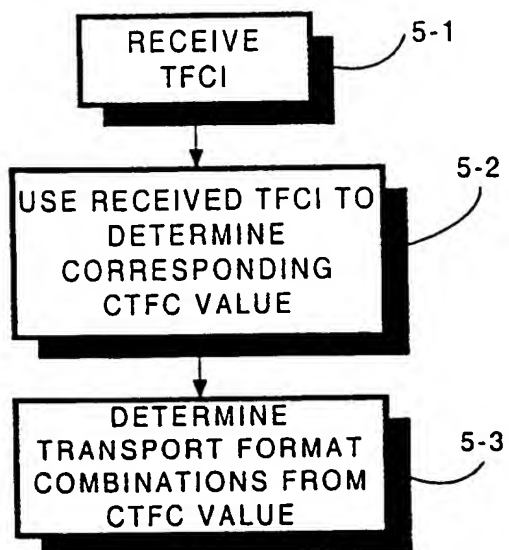 RECEIVE
TFCI
5-1
USE RECEIVED TFCI TO
DETERMINE
CORRESPONDING
CTFC VALUE
5-2
DETERMINE
TRANSPORT FORMAT
COMBINATIONS FROM
CTFC VALUE
5-3